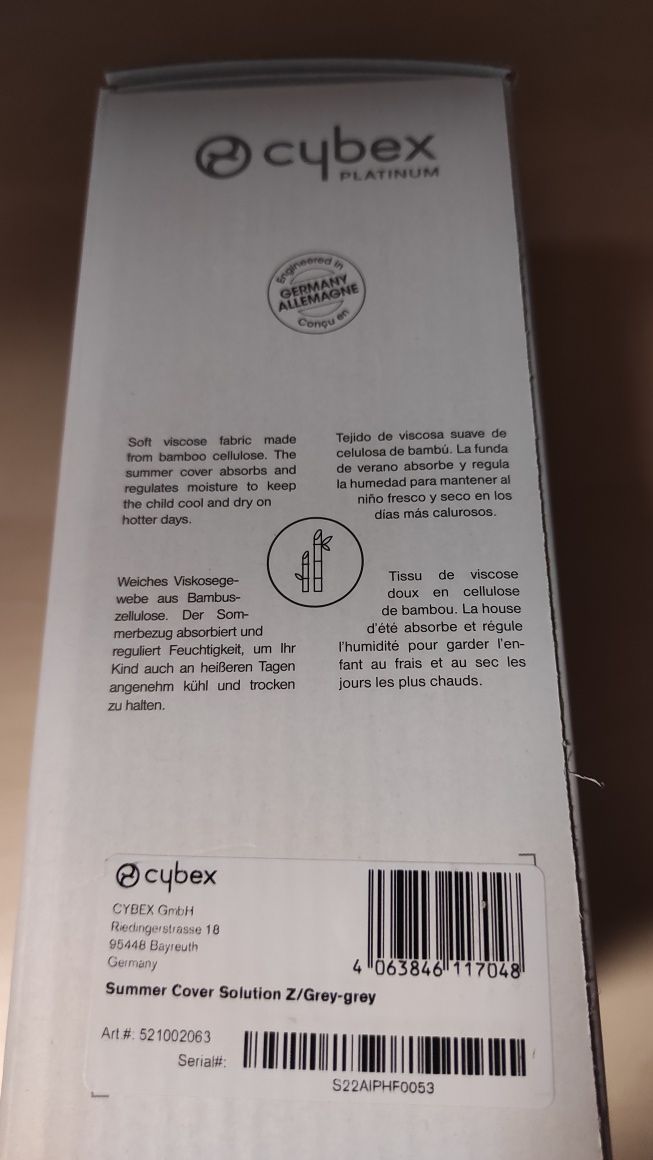 cybex
PLATINUM
Engineered in
GERMANY
ALLEMAGNE
Conçu en
Soft viscose fabric made
from bamboo cellulose. The
summer cover absorbs and
regulates moisture to keep
the child cool and dry on
hotter days.
Tejido de viscosa suave de
celulosa de bambú. La funda
de verano absorbe y regula
la humedad para mantener al
niño fresco y seco en los
días más calurosos.
Weiches Viskosege-
webe aus Bambus-
zellulose. Der Som-
merbezug absorbiert und
reguliert Feuchtigkeit, um Ihr
Kind auch an heißeren Tagen
angenehm kühl und trocken
zu halten.
Tissu de viscose
doux en cellulose
de bambou. La house
d'été absorbe et régule
l'humidité pour garder l'en-
fant au frais et au sec les
jours les plus chauds.
cybex
CYBEX GmbH
Riedingerstrasse 18
95448 Bayreuth
Germany
4 063846 117048
Summer Cover Solution Z/Grey-grey
Art.#: 521002063
Serial#:
S22AIPHF0053